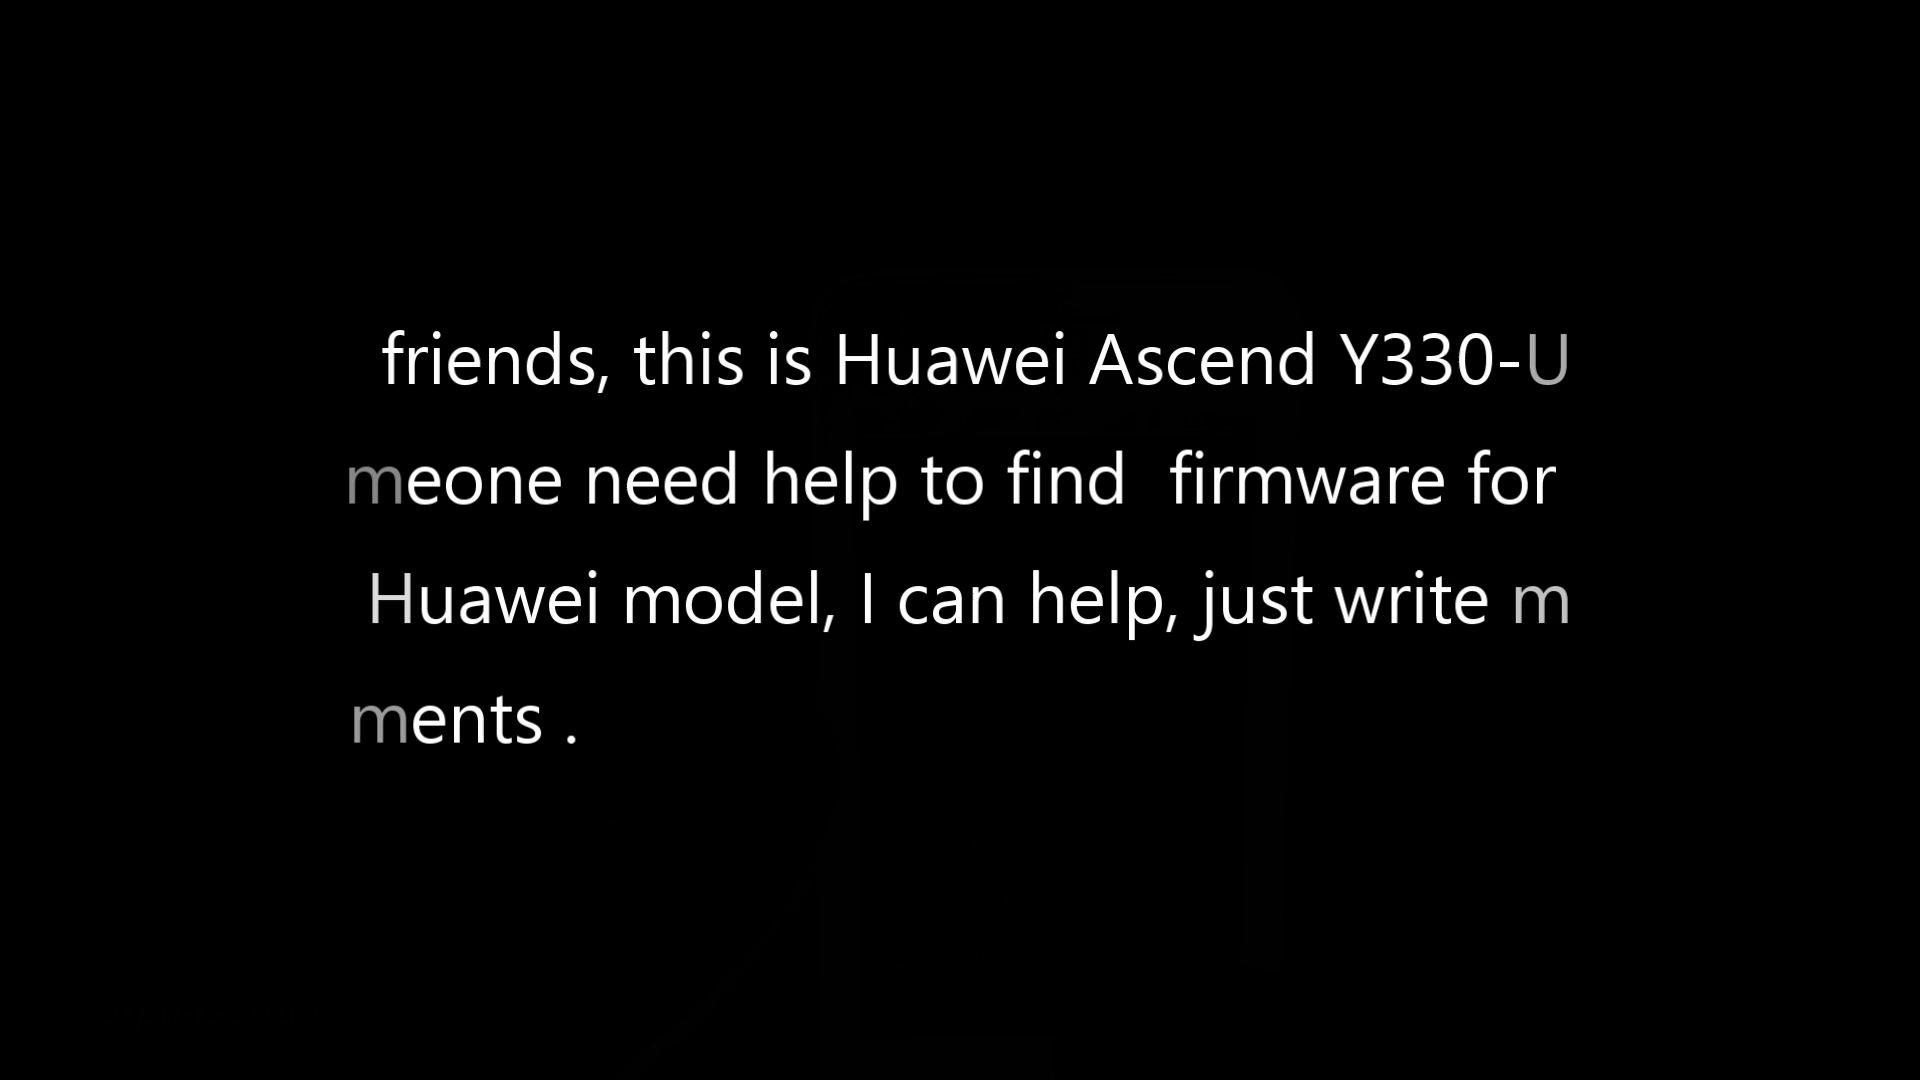 friends, this is Huawei Ascend Y330-U
meone need help to find  firmware for
Huawei model, I can help, just write m
ments .